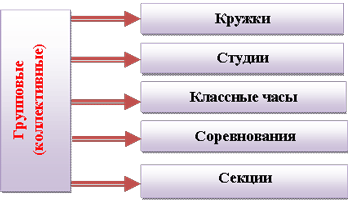 Групповые
(коллективные)
Кружки
Студии
Классные часы
Соревнования
Секции